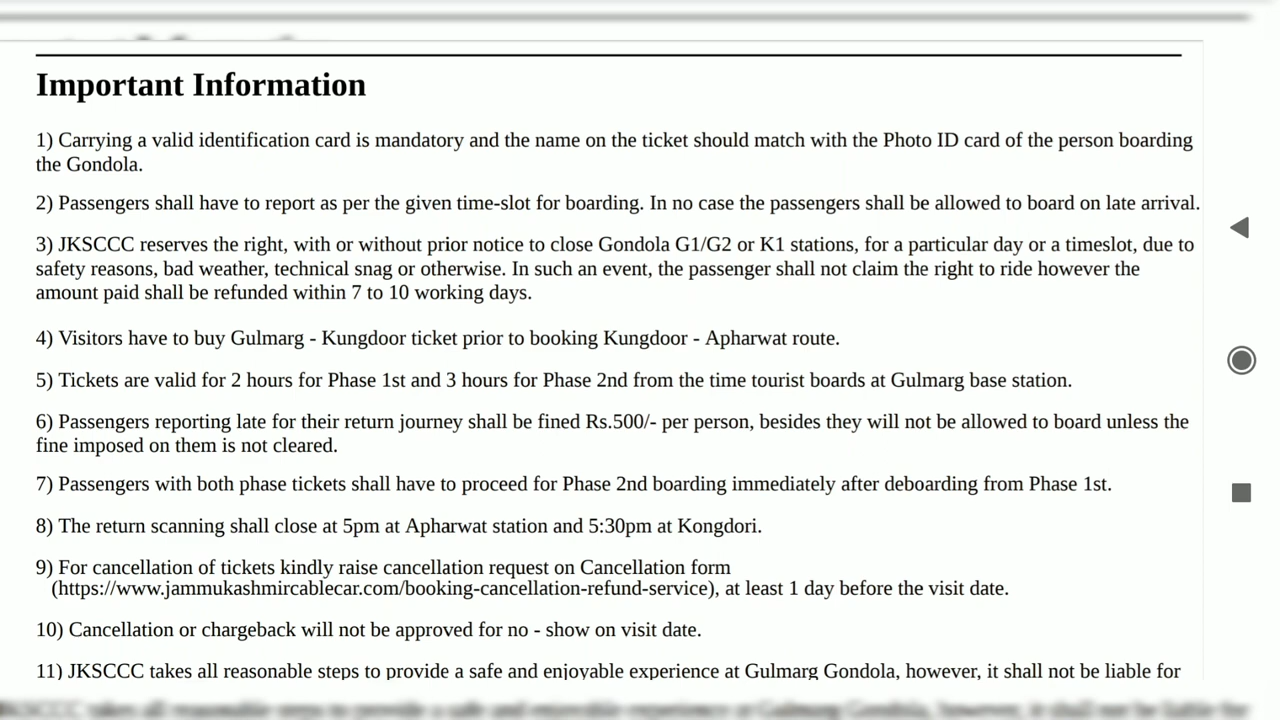 Important Information
1) Carrying a valid identification card is mandatory and the name on the ticket should match with the Photo ID card of the person boarding
the Gondola.
2) Passengers shall have to report as per the given time-slot for boarding. In no case the passengers shall be allowed to board on late arrival.
3) JKSCCC reserves the right, with or without prior notice to close Gondola G1/G2 or K1 stations, for a particular day or a timeslot, due to
safety reasons, bad weather, technical snag or otherwise. In such an event, the passenger shall not claim the right to ride however the
amount paid shall be refunded within 7 to 10 working days.
4) Visitors have to buy Gulmarg - Kungdoor ticket prior to booking Kungdoor - Apharwat route.
5) Tickets are valid for 2 hours for Phase 1st and 3 hours for Phase 2nd from the time tourist boards at Gulmarg base station.
6) Passengers reporting late for their return journey shall be fined Rs.500/- per person, besides they will not be allowed to board unless the
fine imposed on them is not cleared.
7) Passengers with both phase tickets shall have to proceed for Phase 2nd boarding immediately after deboarding from Phase 1st.
8) The return scanning shall close at 5pm at Apharwat station and 5:30pm at Kongdori.
9) For cancellation of tickets kindly raise cancellation request on Cancellation form
(https://www.jammukashmircablecar.com/booking-cancellation-refund-service), at least 1 day before the visit date.
10) Cancellation or chargeback will not be approved for no - show on visit date.
11) JKSCCC takes all reasonable steps to provide a safe and enjoyable experience at Gulmarg Gondola, however, it shall not be liable for